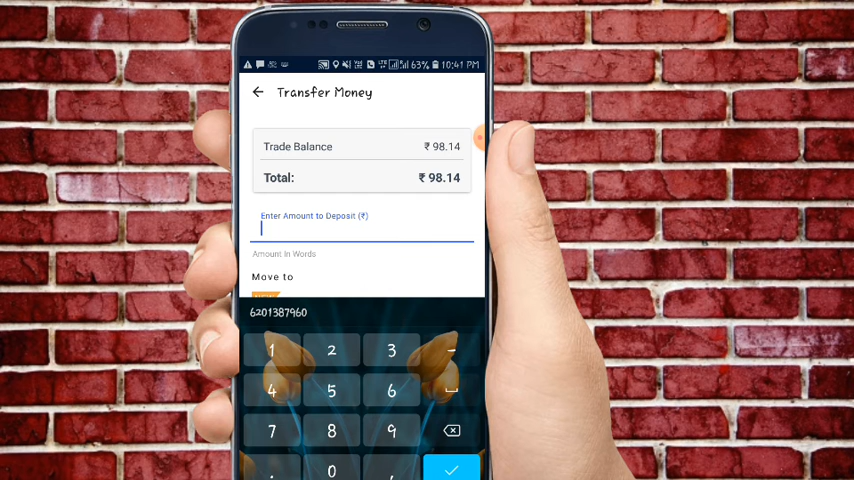 63% 10:41 PM
Transfer Money
Trade Balance ₹ 98.14
Total: ₹ 98.14
Enter Amount to Deposit (₹)
Amount In Words
Move to
NEW
6201387960
1 2 3 -
4 5 6
7 8 9
0